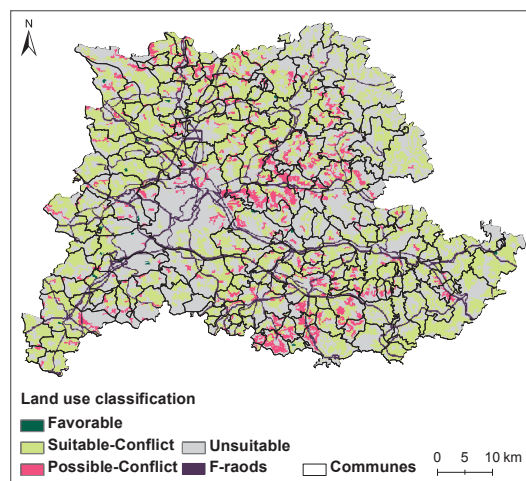 N
Land use classification
Favorable
Suitable-Conflict Unsuitable
Possible-Conflict F-raods Communes
0 5 10 km